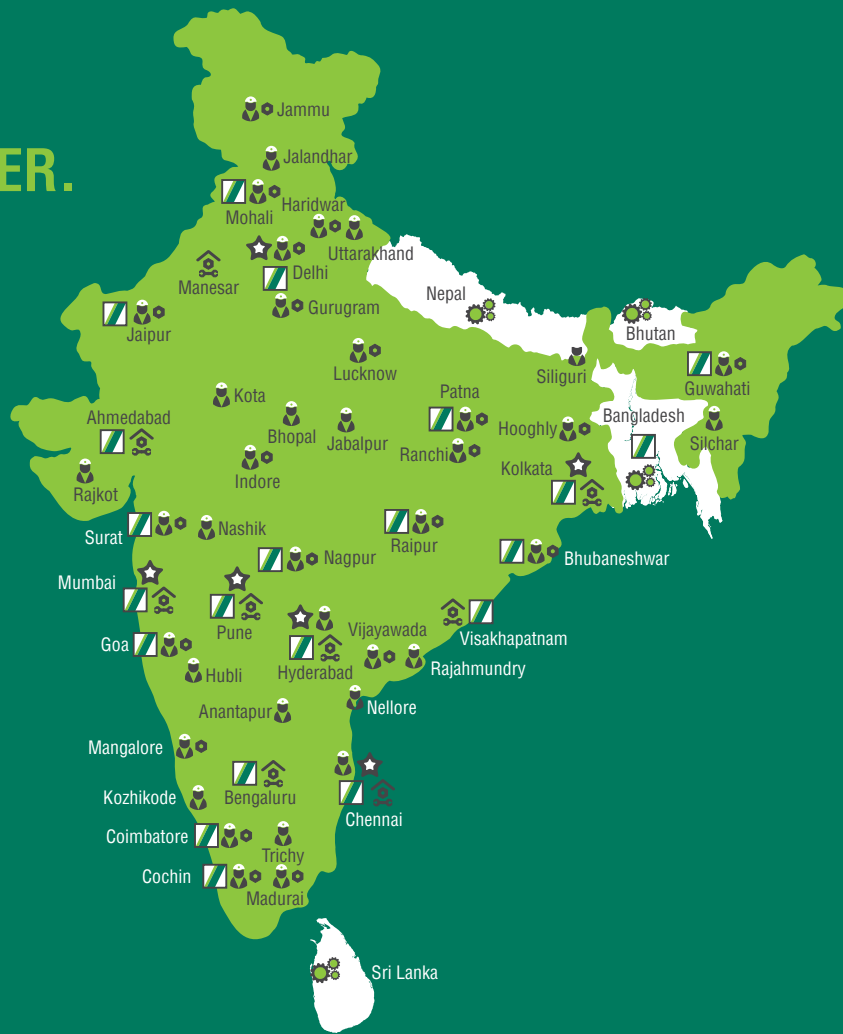 Jammu
ER.
Jalandhar
Mohali
Haridwar
Uttarakhand
Delhi
Manesar
Gurugram
Jaipur
Nepal
Bhutan
Lucknow
Siliguri
Guwahati
Kota
Patna
Ahmedabad
Bhopal
Jabalpur
Hooghly
Bangladesh
Silchar
Ranchi
Indore
Kolkata
Rajkot
Surat
Nashik
Raipur
Nagpur
Bhubaneshwar
Mumbai
Pune
Vijayawada
Visakhapatnam
Goa
Hyderabad
Rajahmundry
Hubli
Anantapur
Nellore
Mangalore
Kozhikode
Bengaluru
Chennai
Coimbatore
Trichy
Cochin
Madurai
Sri Lanka